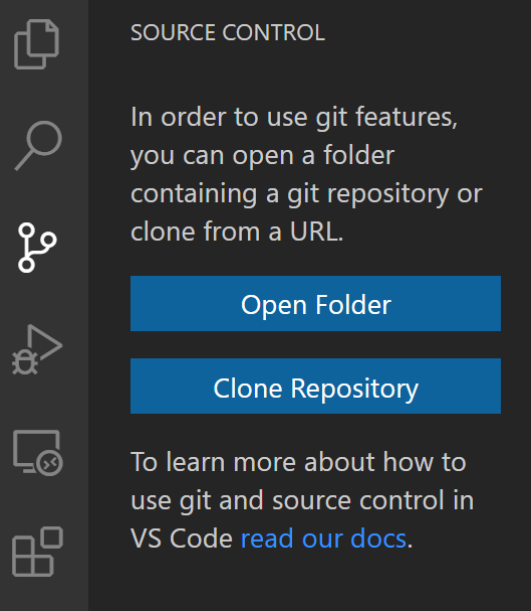 SOURCE CONTROL
In order to use git features,
you can open a folder
containing a git repository or
clone from a URL.
Open Folder
Clone Repository
To learn more about how to
use git and source control in
VS Code read our docs.